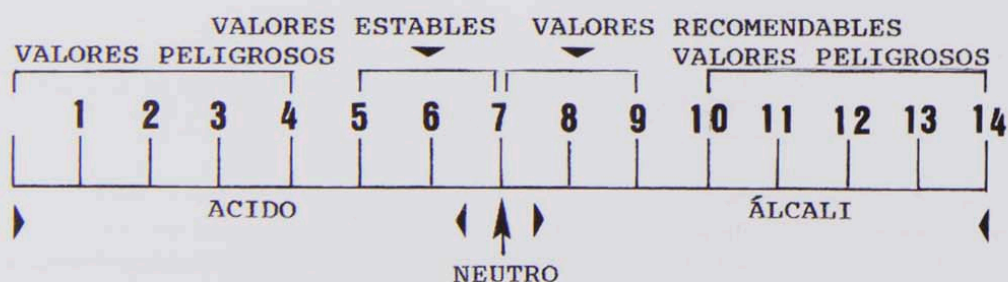 VALORES ESTABLES VALORES RECOMENDABLES
VALORES PELIGROSOS VALORES PELIGROSOS
1 2 3 4 5 6 7 8 9 10 11 12 13 14
ACIDO ÁLCALI
NEUTRO